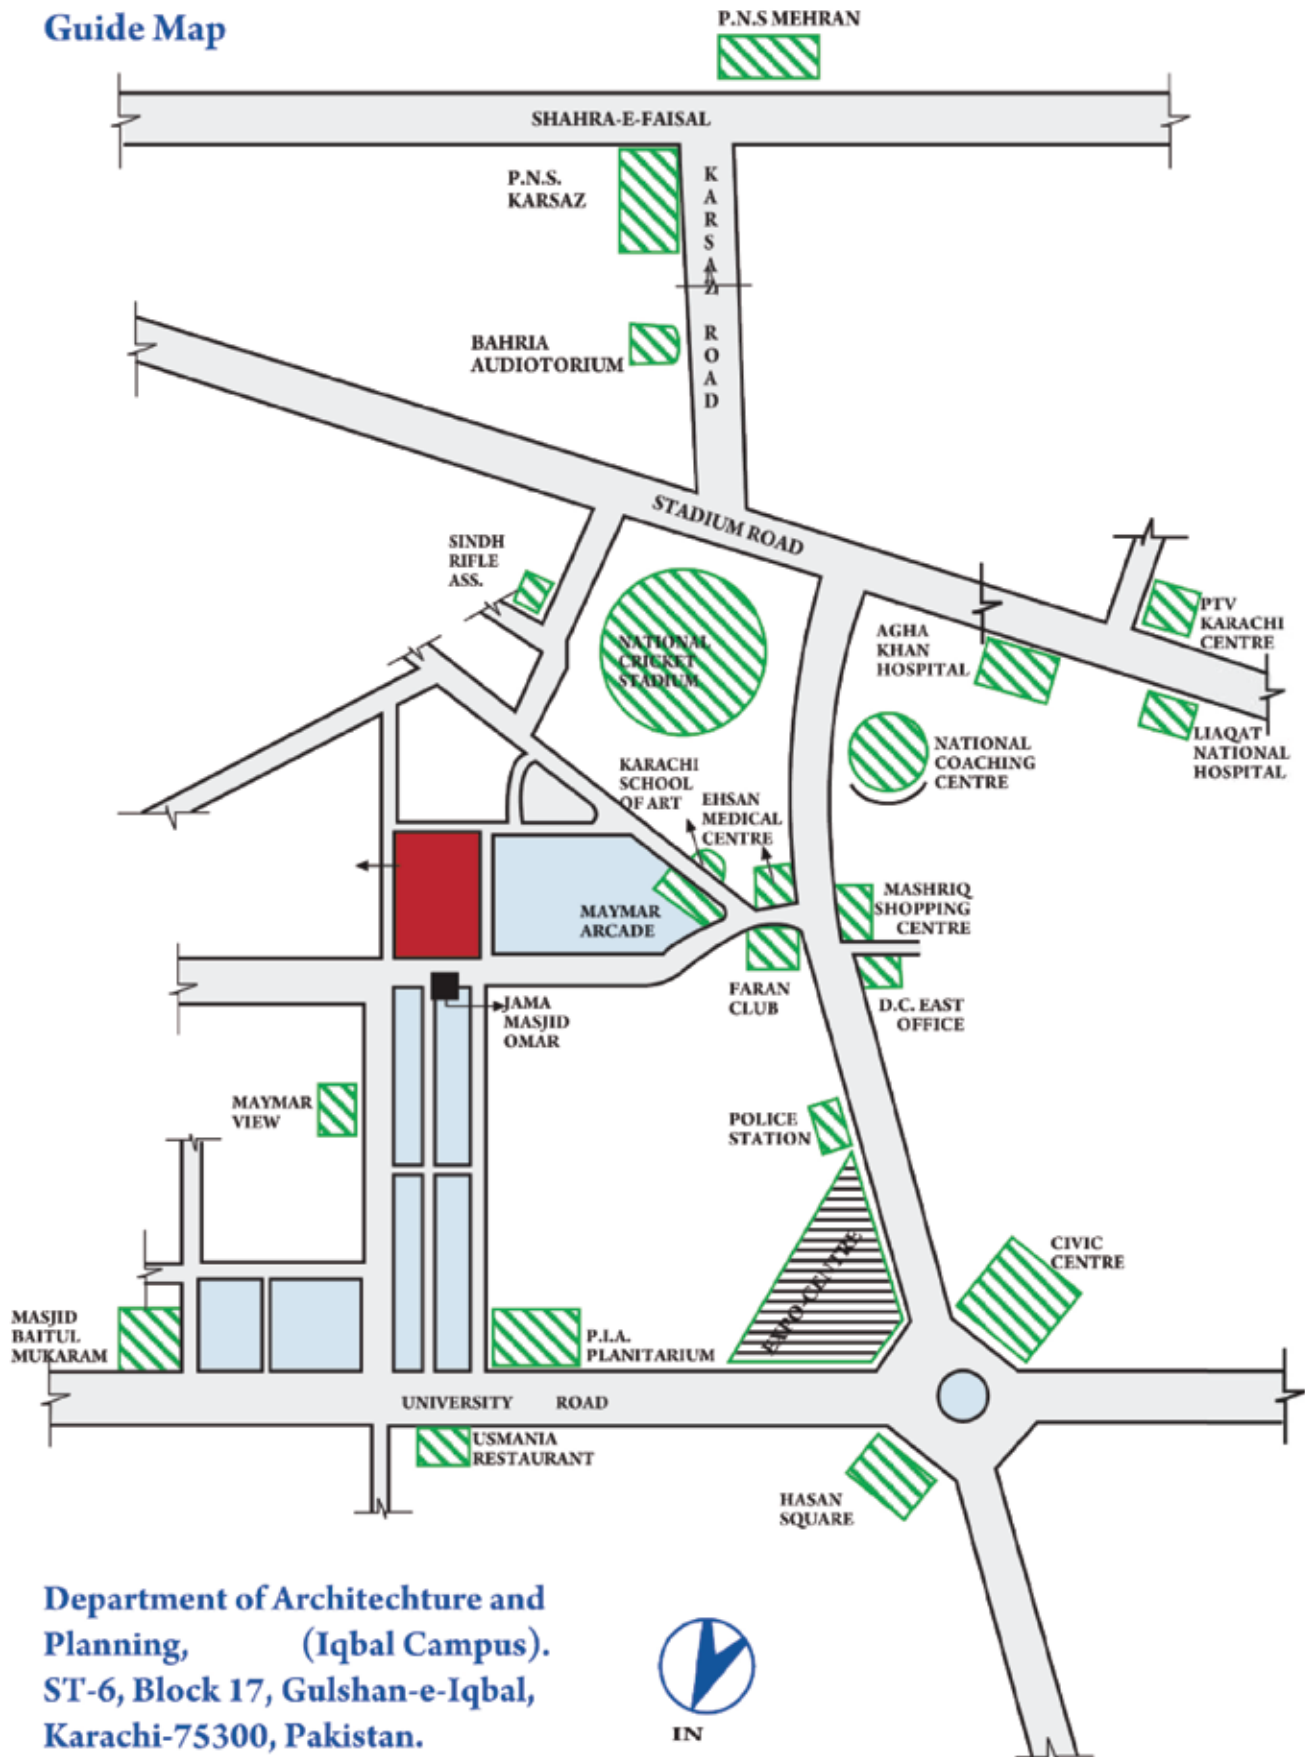 Guide Map
P.N.S MEHRAN
SHAHRA-E-FAISAL
P.N.S.
KARSAZ
KARSAZ ROAD
BAHRIA
AUDIOTORIUM
STADIUM ROAD
SINDH
RIFLE
ASS.
NATIONAL
CRICKET
STADIUM
AGHA
KHAN
HOSPITAL
PTV
KARACHI
CENTRE
LIAQAT
NATIONAL
HOSPITAL
NATIONAL
COACHING
CENTRE
KARACHI
SCHOOL
OF ART
EHSAN
MEDICAL
CENTRE
MAYMAR
ARCADE
MASHRIQ
SHOPPING
CENTRE
FARAN
CLUB
D.C. EAST
OFFICE
JAMA
MASJID
OMAR
MAYMAR
VIEW
POLICE
STATION
EXPO-CENTRE
CIVIC
CENTRE
MASJID
BAITUL
MUKARAM
P.I.A.
PLANITARIUM
UNIVERSITY ROAD
USMANIA
RESTAURANT
HASAN
SQUARE
Department of Architechture and
Planning, (Iqbal Campus).
ST-6, Block 17, Gulshan-e-Iqbal,
Karachi-75300, Pakistan.
IN